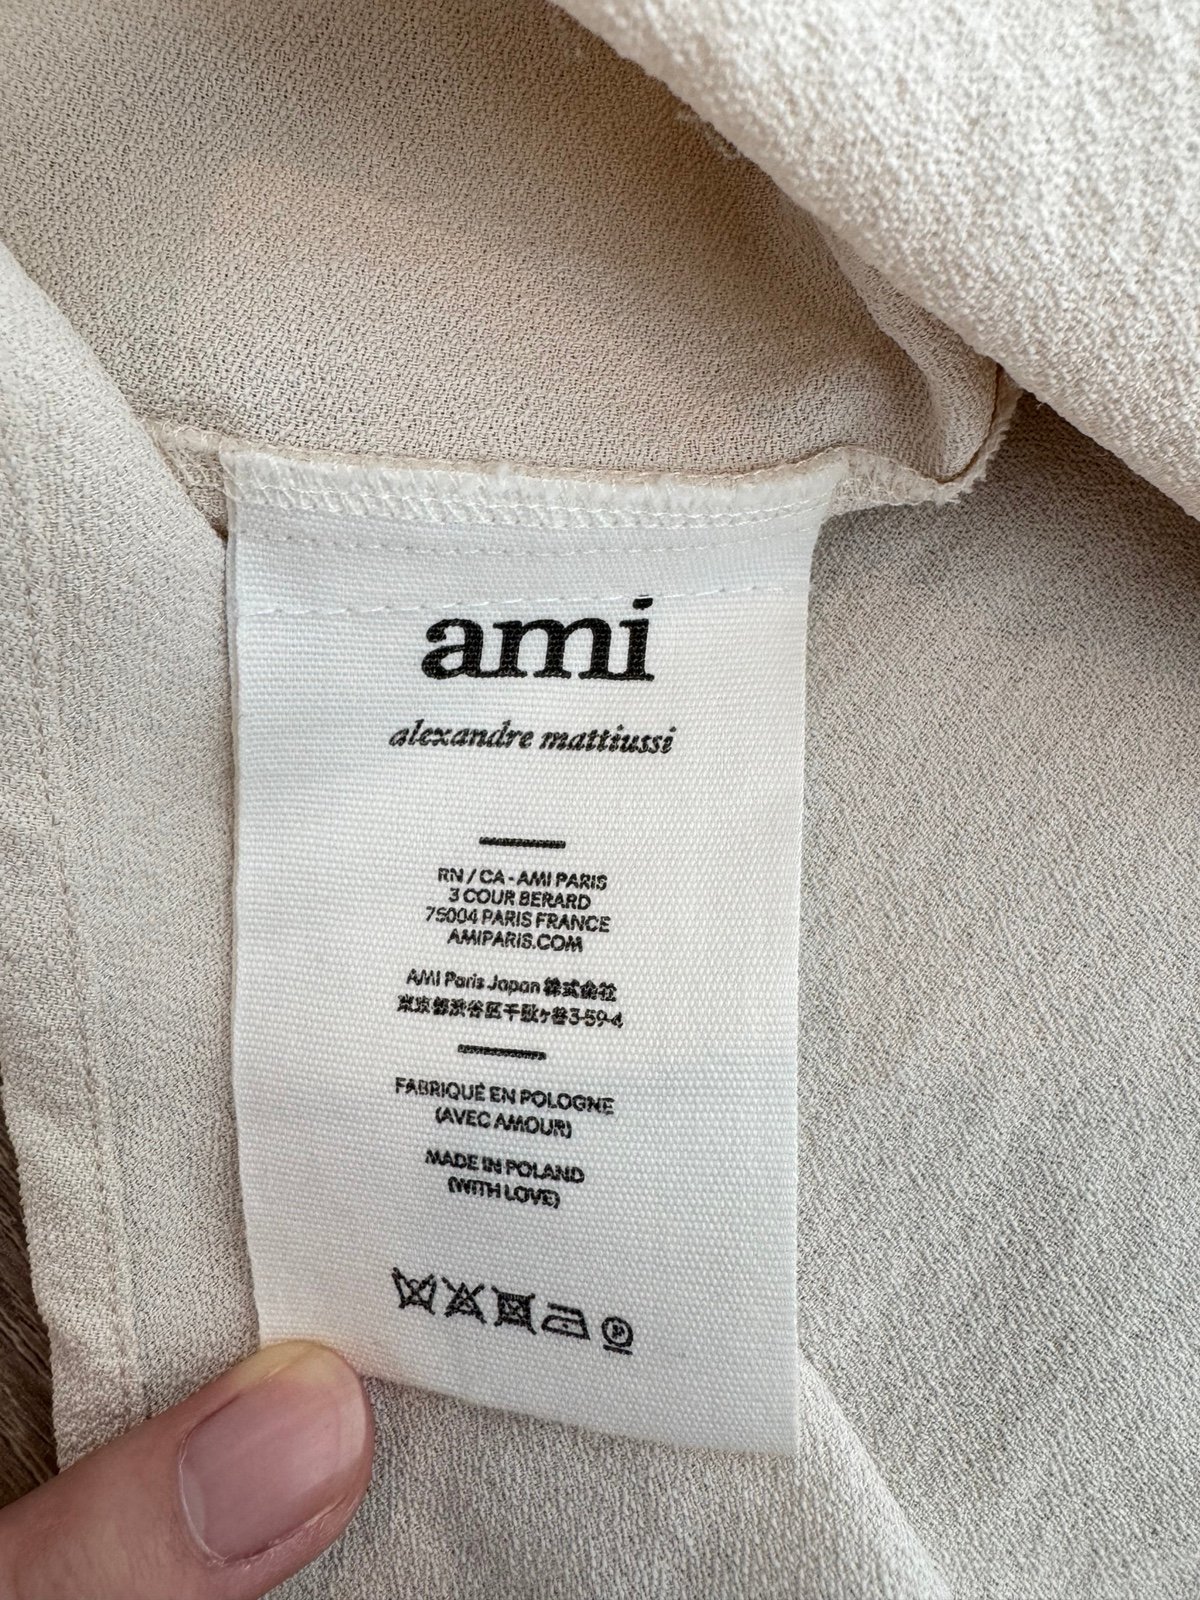 ami
alexandre mattiussi
RN / CA - AMI PARIS
3 COUR BERARD
75004 PARIS FRANCE
AMIPARIS.COM
AMI Paris Japan 株式会社
東京都渋谷区千駄ヶ谷3-59-4
FABRIQUÉ EN POLOGNE
(AVEC AMOUR)
MADE IN POLAND
(WITH LOVE)
P